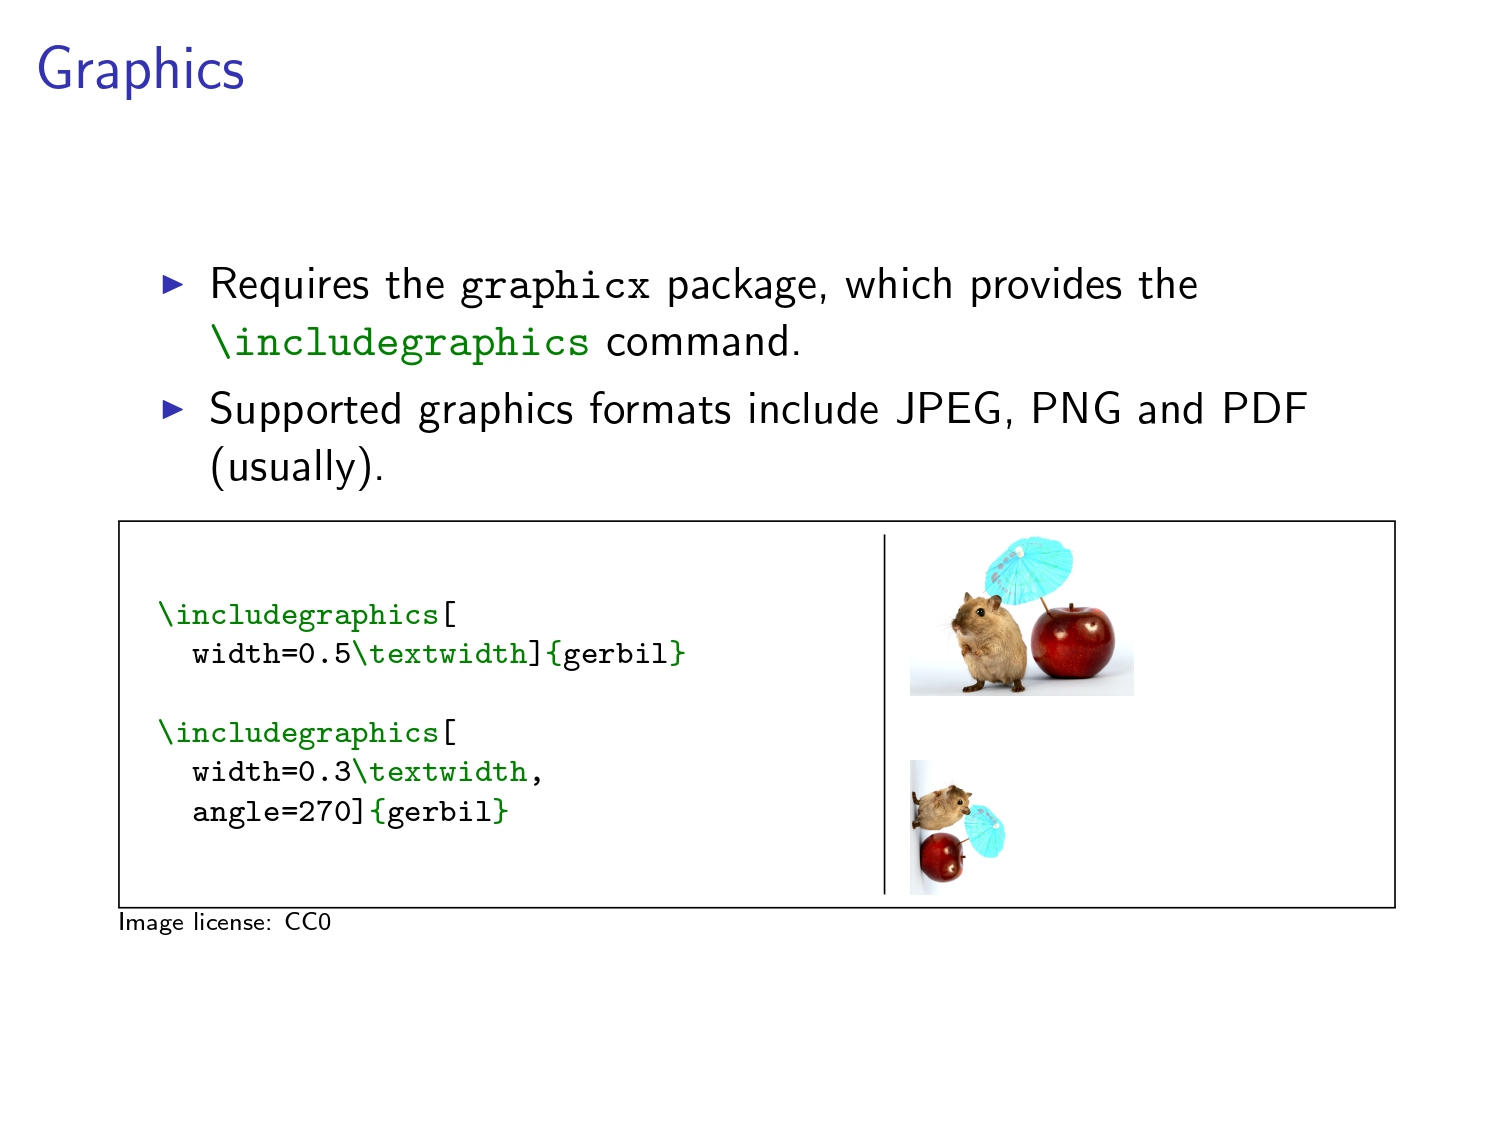 Graphics
▶ Requires the graphicx package, which provides the
\includegraphics command.
▶ Supported graphics formats include JPEG, PNG and PDF
(usually).
\includegraphics[
  width=0.5\textwidth]{gerbil}
\includegraphics[
  width=0.3\textwidth,
  angle=270]{gerbil}
Image license: CC0